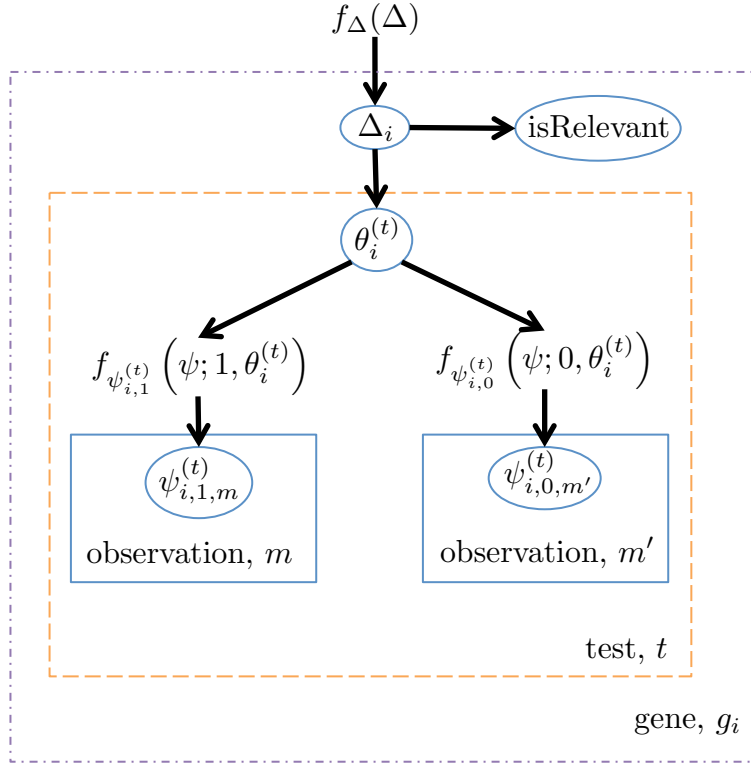 f_Δ(Δ)
Δ_i
isRelevant
θ_i^{(t)}
f_{ψ_{i,1}^{(t)}} (ψ; 1, θ_i^{(t)})
f_{ψ_{i,0}^{(t)}} (ψ; 0, θ_i^{(t)})
ψ_{i,1,m}^{(t)}
ψ_{i,0,m′}^{(t)}
observation, m
observation, m′
test, t
gene, g_i